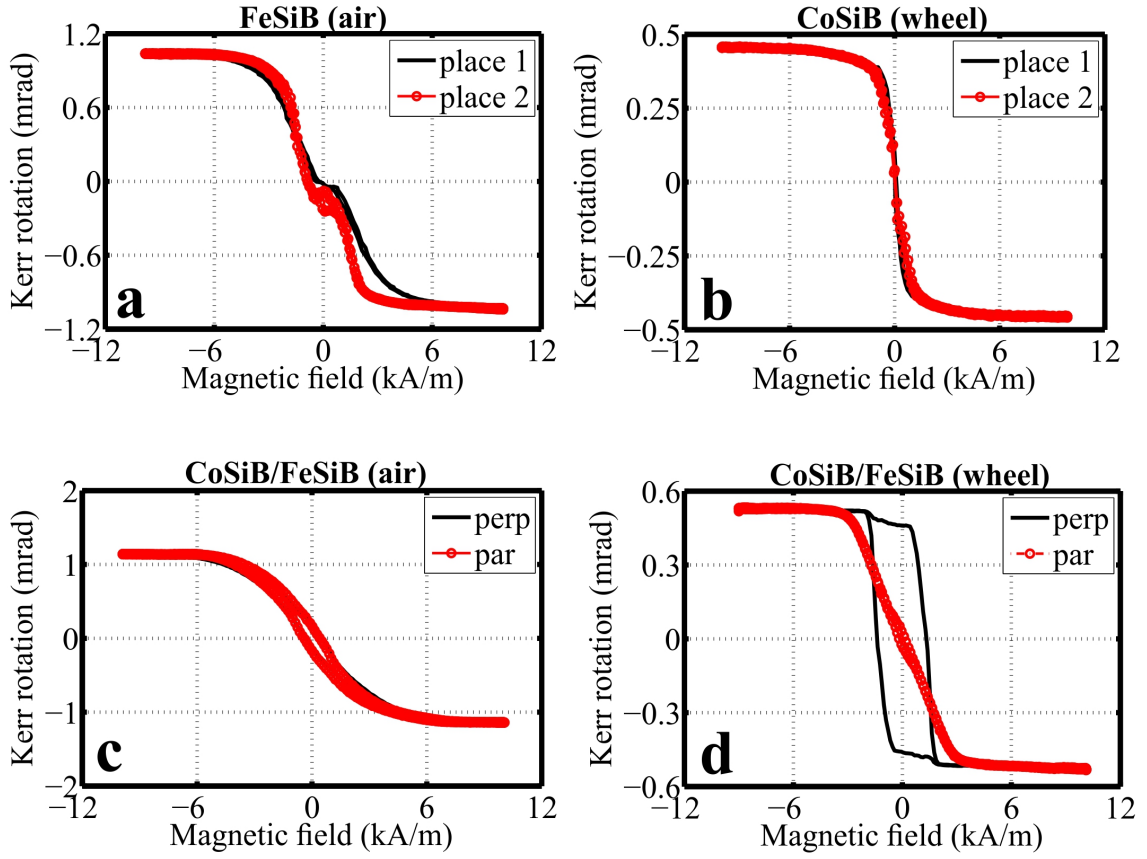 FeSiB (air)
1.2
0.6
0
−0.6
−1.2
−12
−6
0
6
12
Kerr rotation (mrad)
Magnetic field (kA/m)
place 1
place 2
a
CoSiB (wheel)
0.5
0.25
0
−0.25
−0.5
−12
−6
0
6
12
Kerr rotation (mrad)
Magnetic field (kA/m)
place 1
place 2
b
CoSiB/FeSiB (air)
2
1
0
−1
−2
−12
−6
0
6
12
Kerr rotation (mrad)
Magnetic field (kA/m)
perp
par
c
CoSiB/FeSiB (wheel)
0.6
0.3
0
−0.3
−0.6
−12
−6
0
6
12
Kerr rotation (mrad)
Magnetic field (kA/m)
perp
par
d